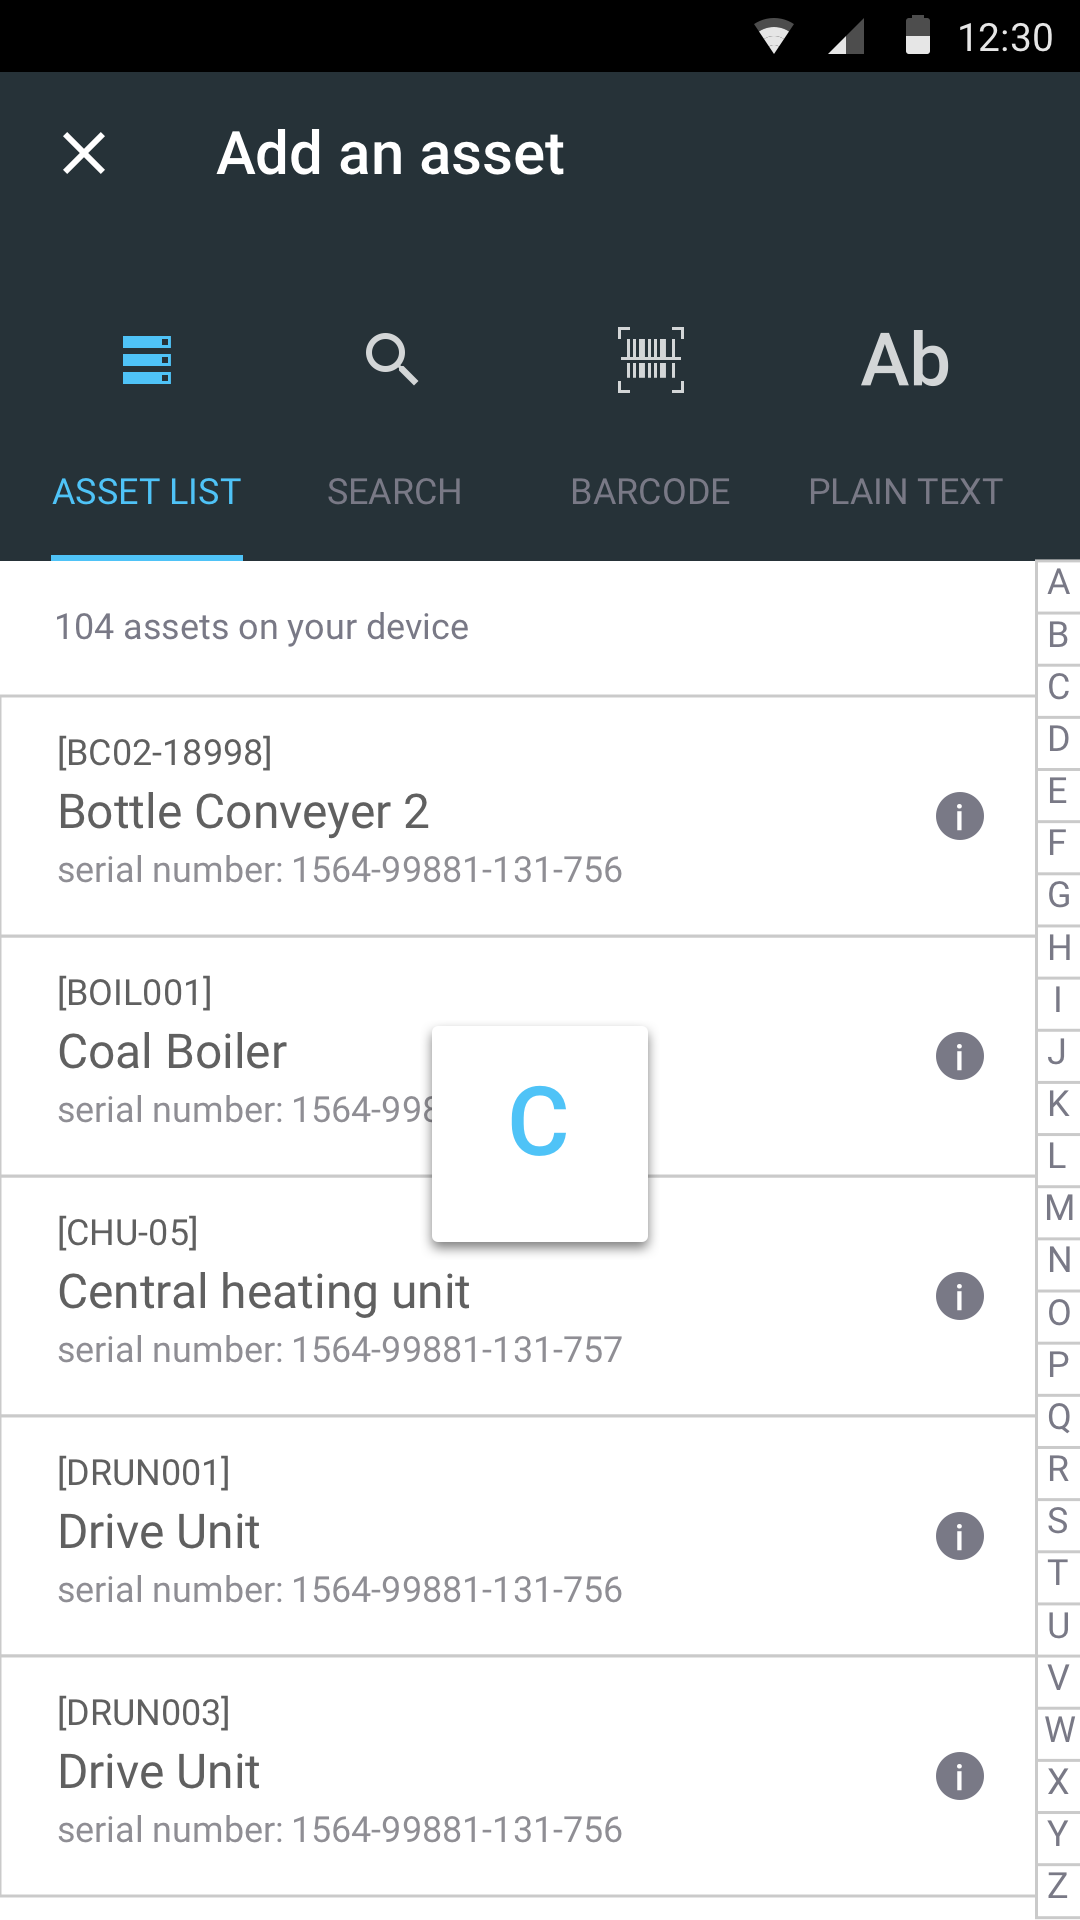 12:30
Add an asset
Ab
ASSET LIST SEARCH BARCODE PLAIN TEXT
104 assets on your device
[BC02-18998]
Bottle Conveyer 2
serial number: 1564-99881-131-756
[BOIL001]
Coal Boiler
serial number: 1564-998
C
[CHU-05]
Central heating unit
serial number: 1564-99881-131-757
[DRUN001]
Drive Unit
serial number: 1564-99881-131-756
[DRUN003]
Drive Unit
serial number: 1564-99881-131-756
A
B
C
D
E
F
G
H
I
J
K
L
M
N
O
P
Q
R
S
T
U
V
W
X
Y
Z